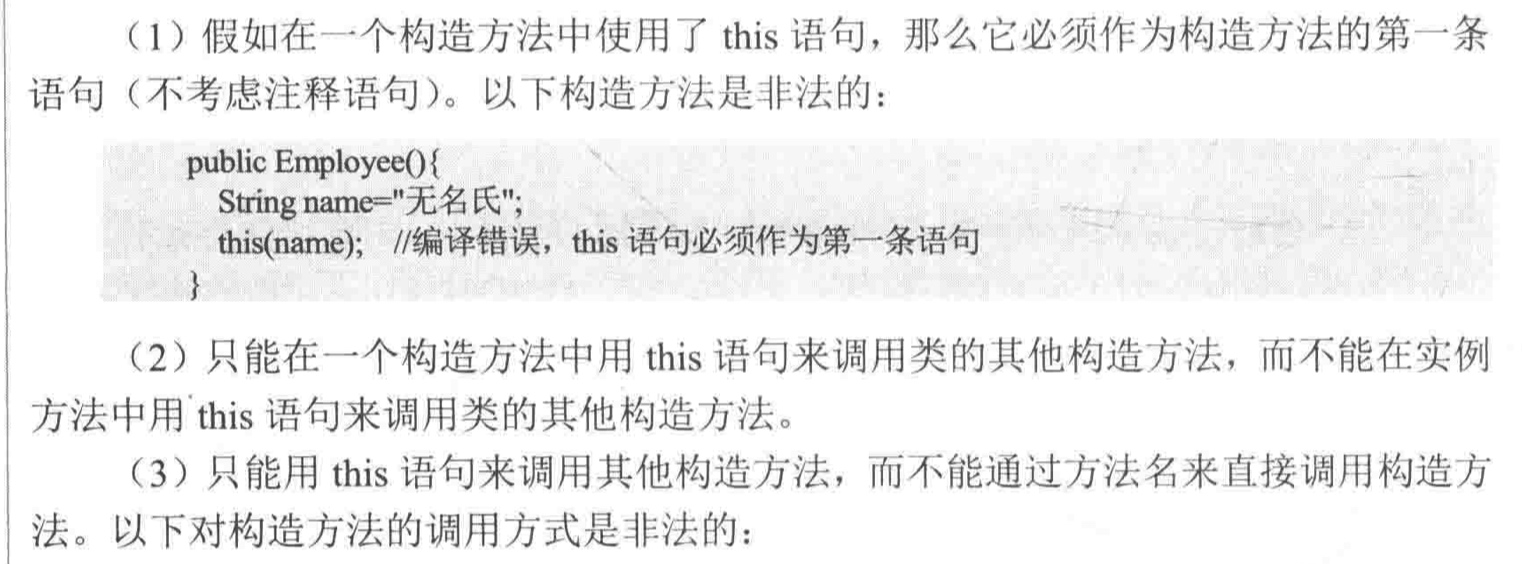 （1）假如在一个构造方法中使用了 this 语句，那么它必须作为构造方法的第一条
语句（不考虑注释语句）。以下构造方法是非法的：
public Employee(){
String name="无名氏";
this(name); //编译错误，this 语句必须作为第一条语句
}
（2）只能在一个构造方法中用 this 语句来调用类的其他构造方法，而不能在实例
方法中用 this 语句来调用类的其他构造方法。
（3）只能用 this 语句来调用其他构造方法，而不能通过方法名来直接调用构造方
法。以下对构造方法的调用方式是非法的：